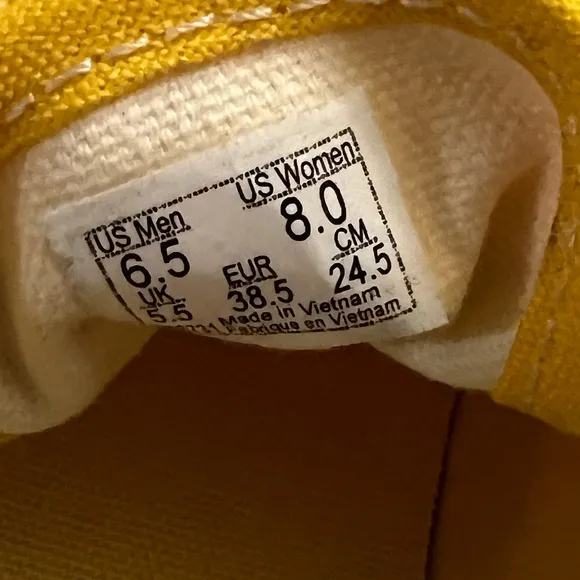 US Men US Women
6.5 8.0
UK EUR CM
5.5 38.5 24.5
Made in Vietnam
Fabriqué en Vietnam